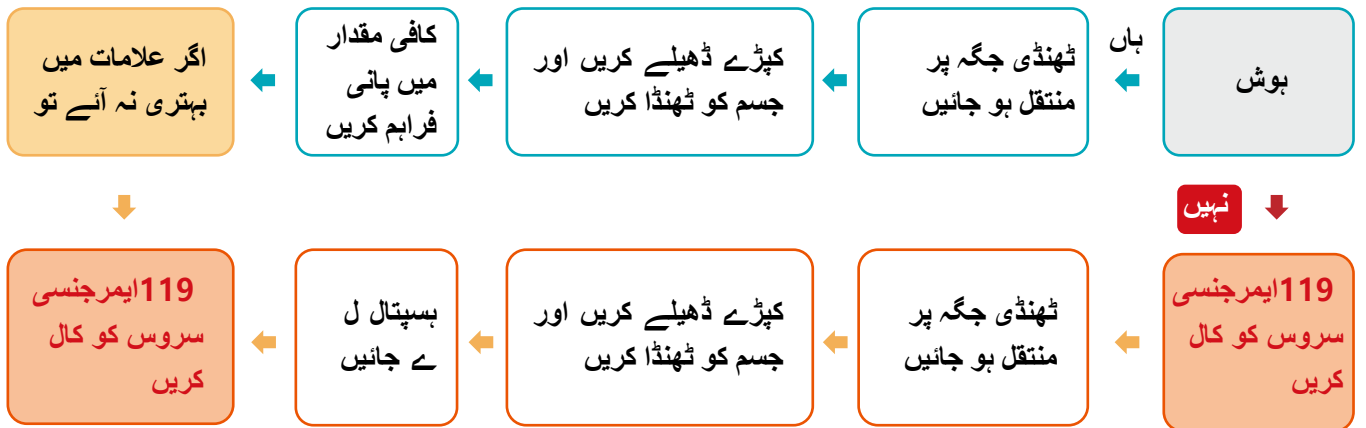 ہوش
ہاں
ٹھنڈی جگہ پر
منتقل ہو جائیں
کپڑے ڈھیلے کریں اور
جسم کو ٹھنڈا کریں
کافی مقدار
میں پانی
فراہم کریں
اگر علامات میں
بہتری نہ آئے تو
نہیں
119ایمرجنسی
سروس کو کال
کریں
ٹھنڈی جگہ پر
منتقل ہو جائیں
کپڑے ڈھیلے کریں اور
جسم کو ٹھنڈا کریں
ہسپتال ل
ے جائیں
119ایمرجنسی
سروس کو کال
کریں